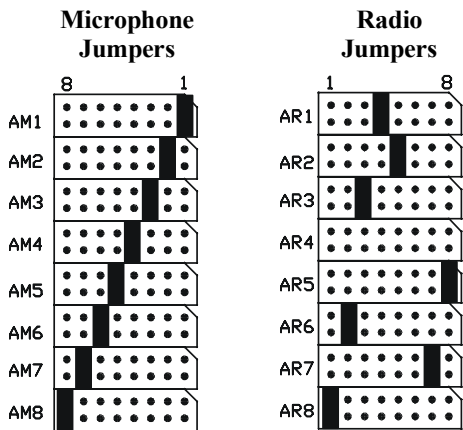 Microphone
Jumpers
8 1
AM1
AM2
AM3
AM4
AM5
AM6
AM7
AM8
Radio
Jumpers
1 8
AR1
AR2
AR3
AR4
AR5
AR6
AR7
AR8